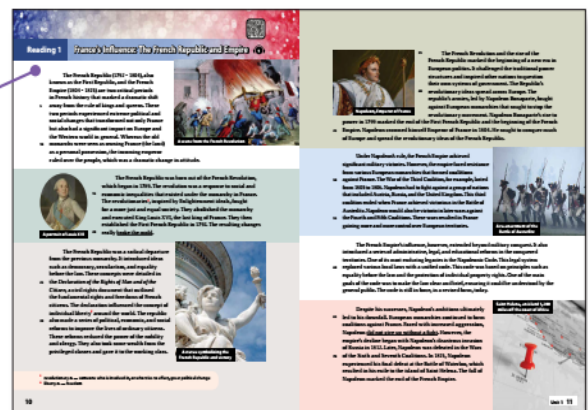 Reading 1 France's Influence: The French Republic and Empire
The French Republic (1792 – 1804), also
known as the First Republic, and the French
Empire (1804 – 1815) are two critical periods
in French history that marked a dramatic shift
away from the rule of kings and queens. These
two periods experienced extreme political and
social changes that transformed not only France
but also had a significant impact on Europe and
the Western world in general. Whereas the old
monarchs were seen as owning France (the land)
as a personal possession, the incoming emperor
ruled over the people, which was a dramatic change in attitude.
A scene from the French Revolution
The French Republic was born out of the French Revolution,
which began in 1789. The revolution was a response to social and
economic inequalities that existed under the monarchy in France.
The revolutionaries, inspired by Enlightenment ideals, fought
for a more just and equal society. They abolished the monarchy
and executed King Louis XVI, the last king of France. They then
established the First French Republic in 1792. The resulting changes
really
A portrait of Louis XVI
The French Republic was a radical departure
from the previous monarchy. It introduced ideas
such as democracy, secularism, and equality
before the law. These concepts were detailed in
the Declaration of the Rights of Man and of the
Citizen, a civil rights document that outlined
the fundamental rights and freedoms of French
citizens. The declaration influenced the concept of
individual liberty around the world. The republic
also made a series of political, economic, and social
reforms to improve the lives of ordinary citizens.
These reforms reduced the power of the nobility
and clergy. They also took some wealth from the
privileged classes and gave it to the working class.
A statue symbolizing the
French Republic and victory
10
The French Revolution and the rise of the
French Republic marked the beginning of a new era in
European politics. It challenged the traditional power
structures and inspired other nations to question
their own systems of government. The Republic's
revolutionary ideas spread across Europe. The
republic's armies, led by Napoleon Bonaparte, fought
against European monarchies that sought to stop the
revolutionary movement. Napoleon Bonaparte's rise to
power in 1799 marked the end of the First French Republic and the beginning of the French
Empire. Napoleon crowned himself Emperor of France in 1804. He sought to conquer much
of Europe and spread the revolutionary ideas of the French Republic.
Napoleon, Emperor of France
Under Napoleon's rule, the French Empire achieved
significant military victories. However, the empire faced resistance
from various European monarchies that formed coalitions
against France. The War of the Third Coalition, for example, lasted
from 1803 to 1806. Napoleon had to fight against a group of nations
that included Austria, Russia, and the United Kingdom. This third
coalition ended when France achieved victories in the Battle of
Austerlitz. Napoleon would also be victorious in later wars against
the Fourth and Fifth Coalitions. These wars resulted in France
gaining more and more control over European territories.
Battle of Austerlitz
The French Empire's influence, however, extended beyond military conquest. It also
introduced a series of administrative, legal, and educational reforms in the conquered
territories. One of its most enduring legacies is the Napoleonic Code. This legal system
replaced various local laws with a unified code. This code was based on principles such as
equality before the law and the protection of individual property rights. One of the main
goals of the code was to make the law clear and brief, ensuring it could be understood by the
general public. The code is still in force, in a revised form, today.
Despite his successes, Napoleon's ambitions ultimately
led to his downfall. European monarchies continued to form
coalitions against France. Faced with increased aggression,
Napoleon did not give up without a fight. However, the
empire's decline began with Napoleon's disastrous invasion
of Russia in 1812. Later, Napoleon was defeated in the Wars
of the Sixth and Seventh Coalitions. In 1815, Napoleon
experienced his final defeat at the Battle of Waterloo, which
resulted in his exile to the island of Saint Helena. The fall of
Napoleon marked the end of the French Empire.
Unit 1 11